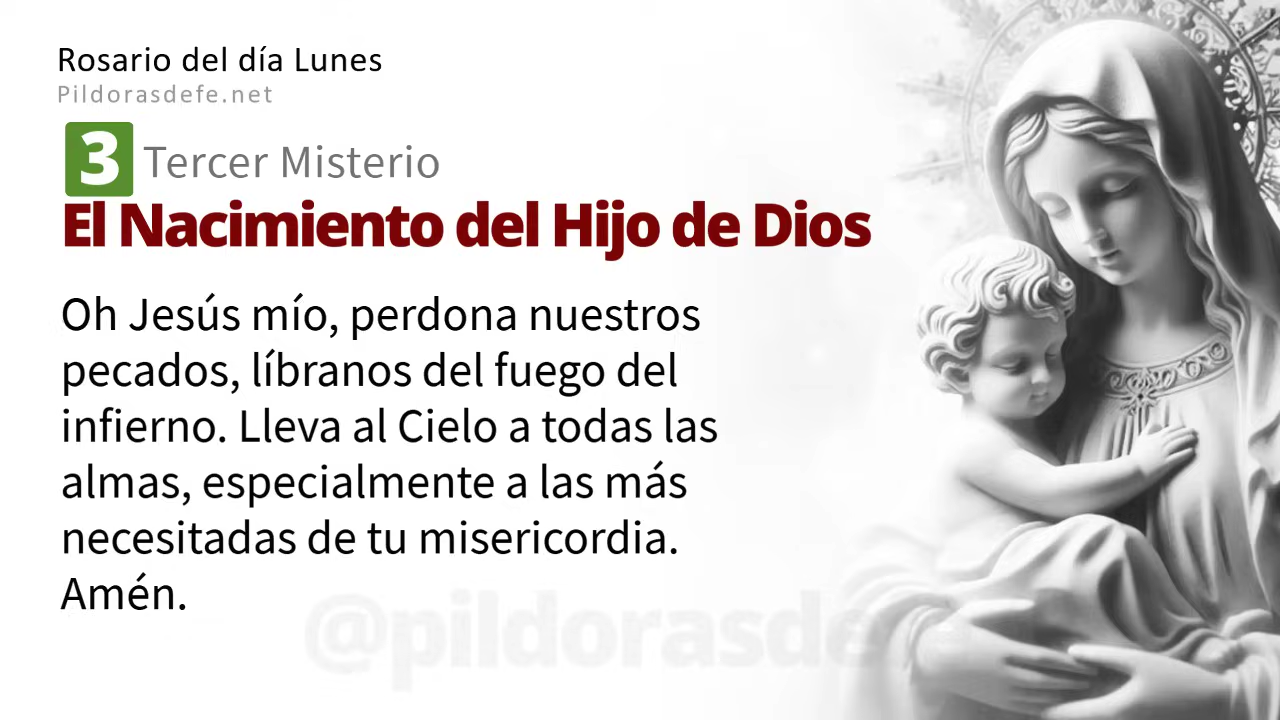 Rosario del día Lunes
Pildorasdefe.net
3 Tercer Misterio
El Nacimiento del Hijo de Dios
Oh Jesús mío, perdona nuestros
pecados, líbranos del fuego del
infierno. Lleva al Cielo a todas las
almas, especialmente a las más
necesitadas de tu misericordia.
Amén.
@pildorasde